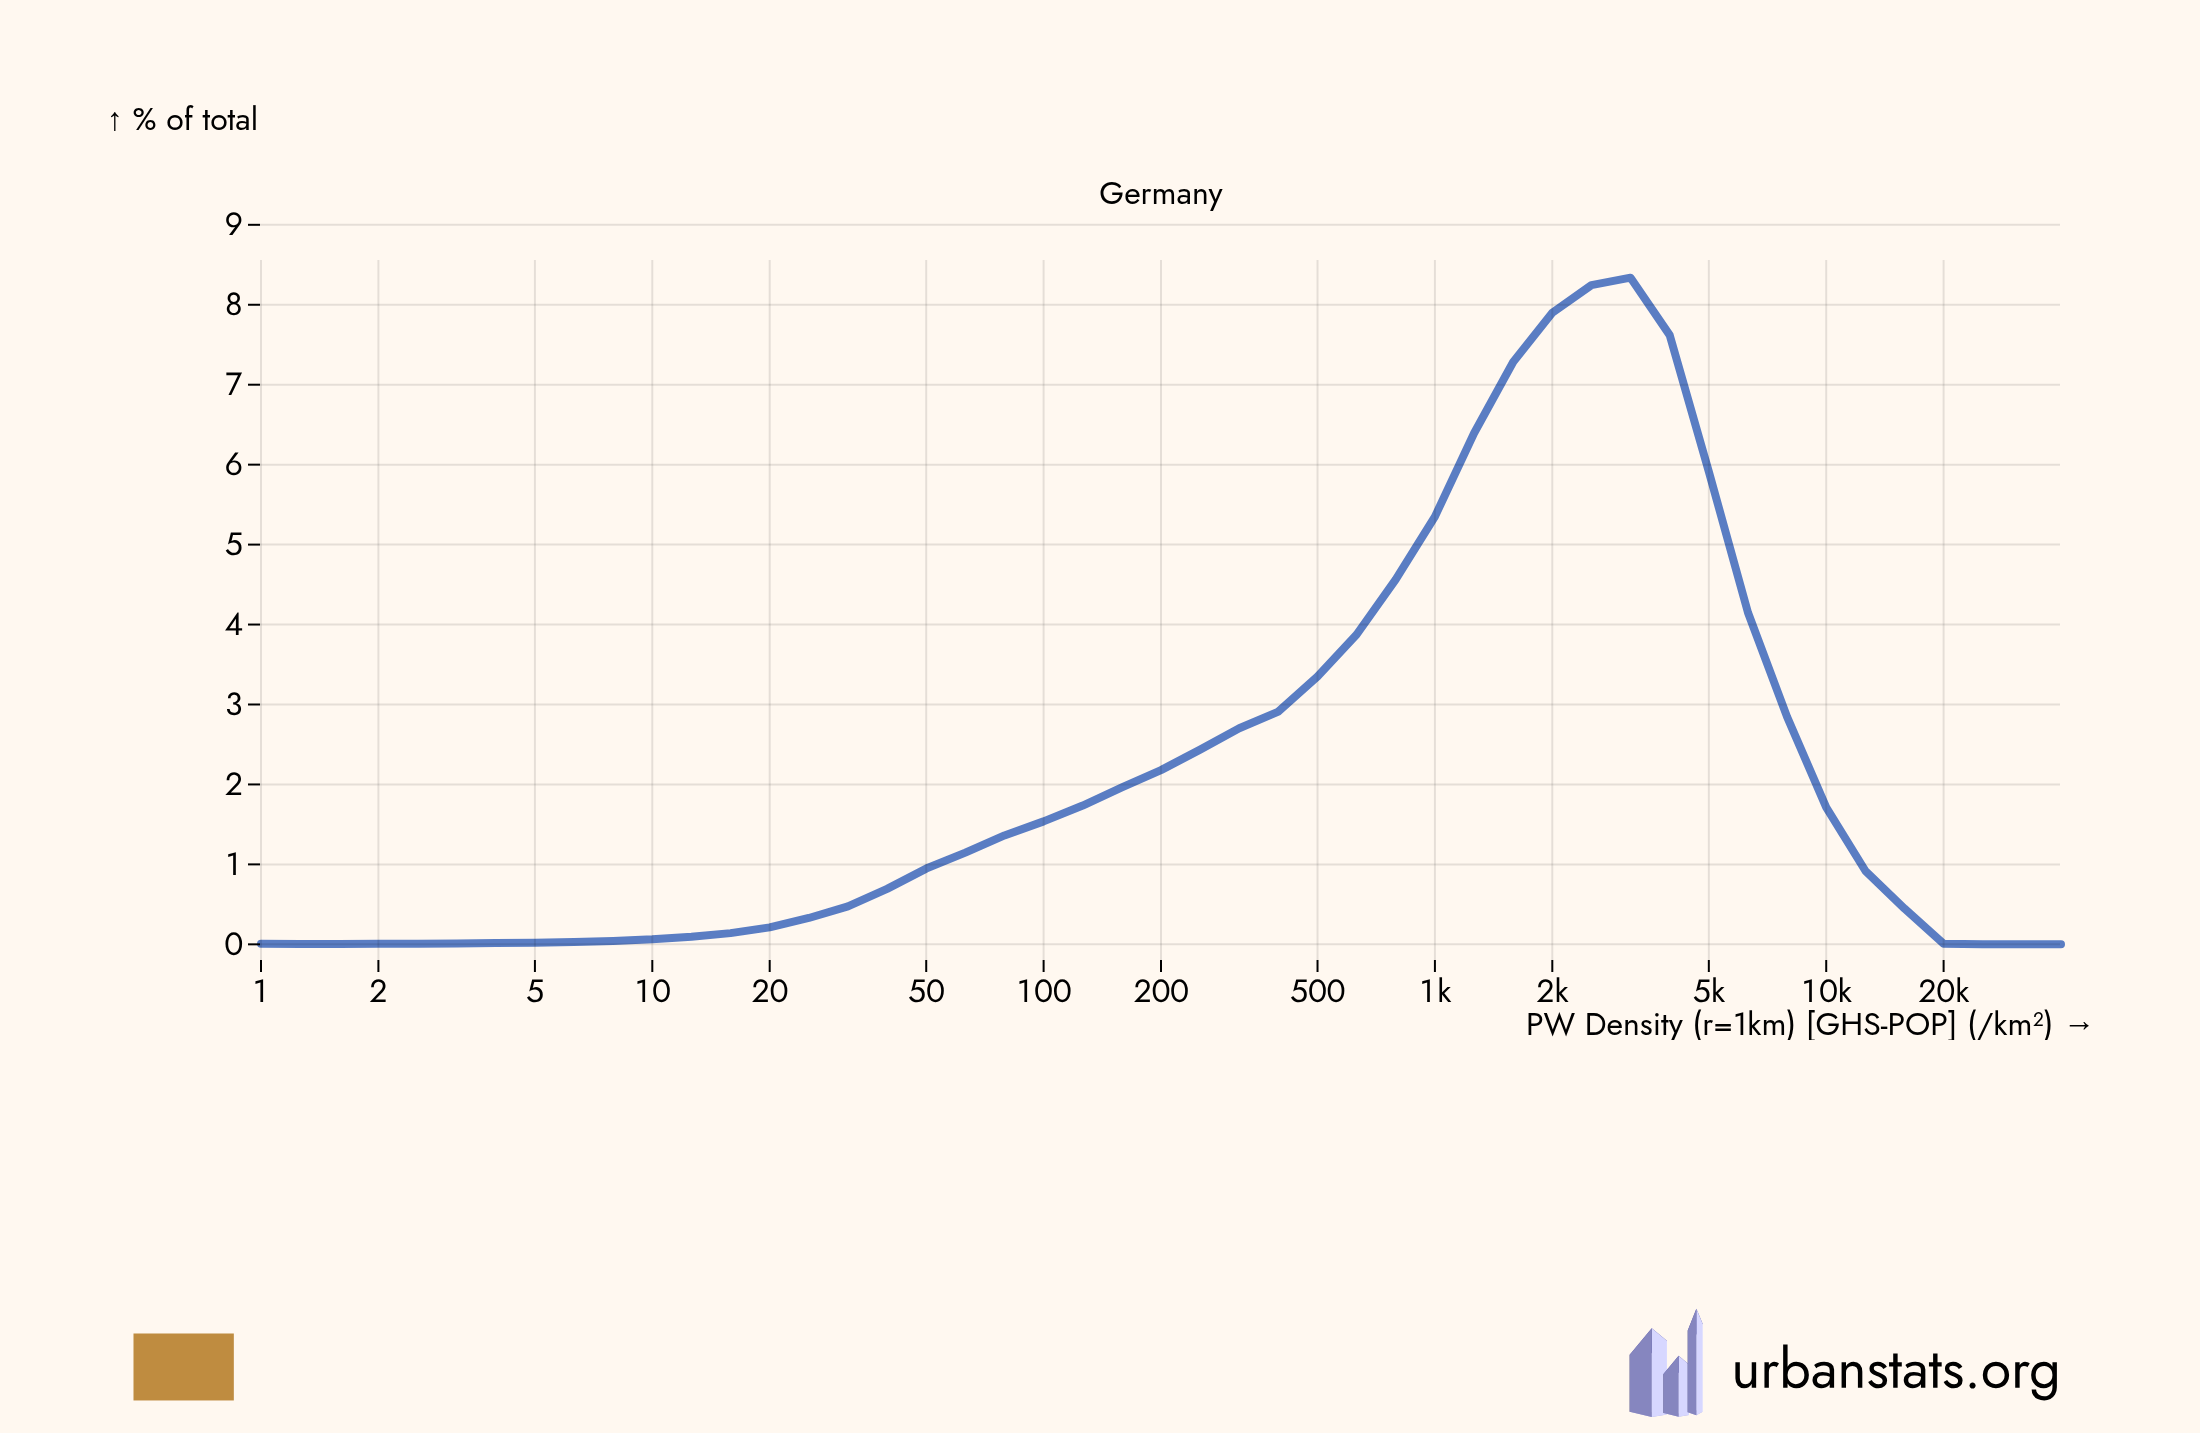 ↑ % of total
Germany
9
8
7
6
5
4
3
2
1
0
1 2 5 10 20 50 100 200 500 1k 2k 5k 10k 20k
PW Density (r=1km) [GHS-POP] (/km²) →
urbanstats.org